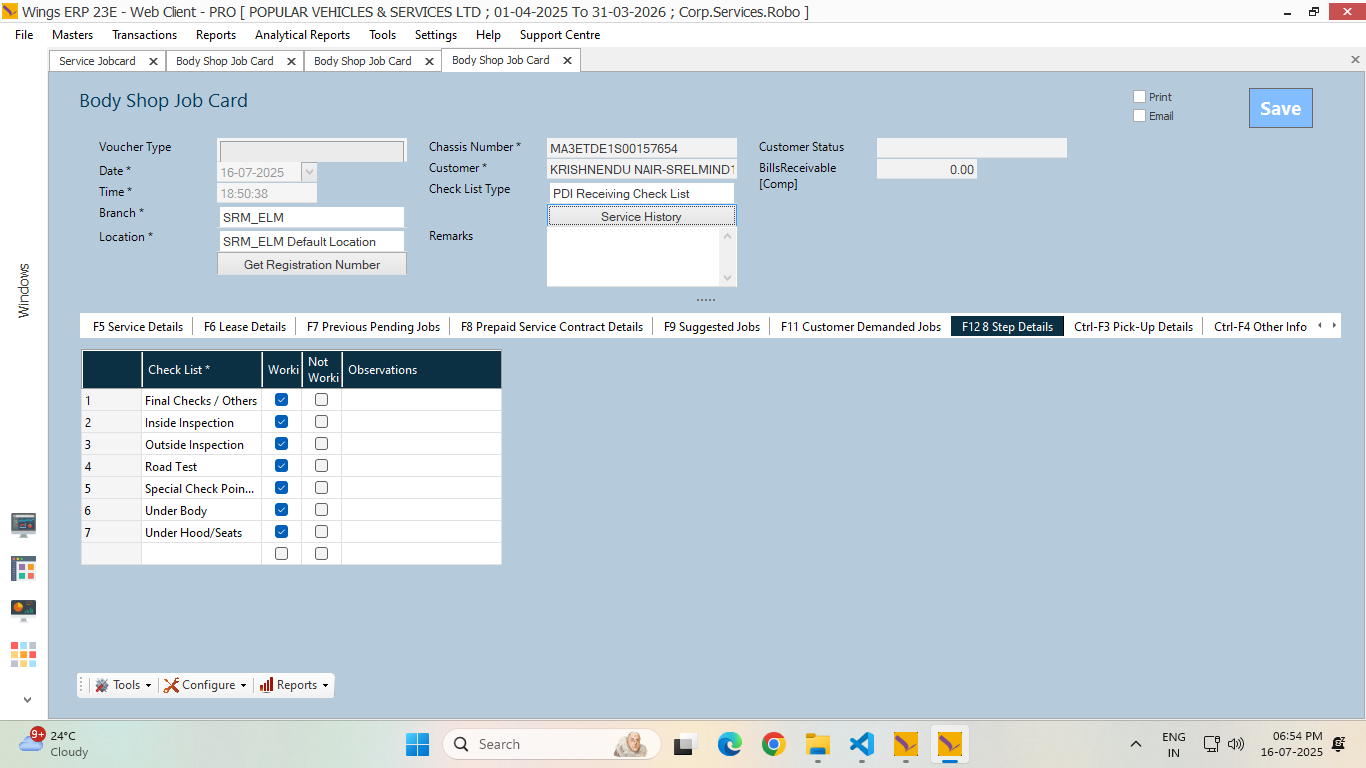 Wings ERP 23E - Web Client - PRO [ POPULAR VEHICLES & SERVICES LTD ; 01-04-2025 To 31-03-2026 ; Corp.Services.Robo ]
File Masters Transactions Reports Analytical Reports Tools Settings Help Support Centre
Service Jobcard Body Shop Job Card Body Shop Job Card Body Shop Job Card
Body Shop Job Card
Print
Email
Save
Voucher Type
Date * 16-07-2025
Time * 18:50:38
Branch * SRM_ELM
Location * SRM_ELM Default Location
Get Registration Number
Chassis Number * MA3ETDE1S00157654
Customer * KRISHNENDU NAIR-SRELMIND1
Check List Type PDI Receiving Check List
Service History
Remarks
Customer Status
BillsReceivable 0.00
[Comp]
Windows
F5 Service Details F6 Lease Details F7 Previous Pending Jobs F8 Prepaid Service Contract Details F9 Suggested Jobs F11 Customer Demanded Jobs F12 8 Step Details Ctrl-F3 Pick-Up Details Ctrl-F4 Other Info
Check List * Worki Not Worki Observations
1 Final Checks / Others
2 Inside Inspection
3 Outside Inspection
4 Road Test
5 Special Check Poin...
6 Under Body
7 Under Hood/Seats
Tools Configure Reports
9+
24°C
Cloudy
Search
ENG
IN
06:54 PM
16-07-2025